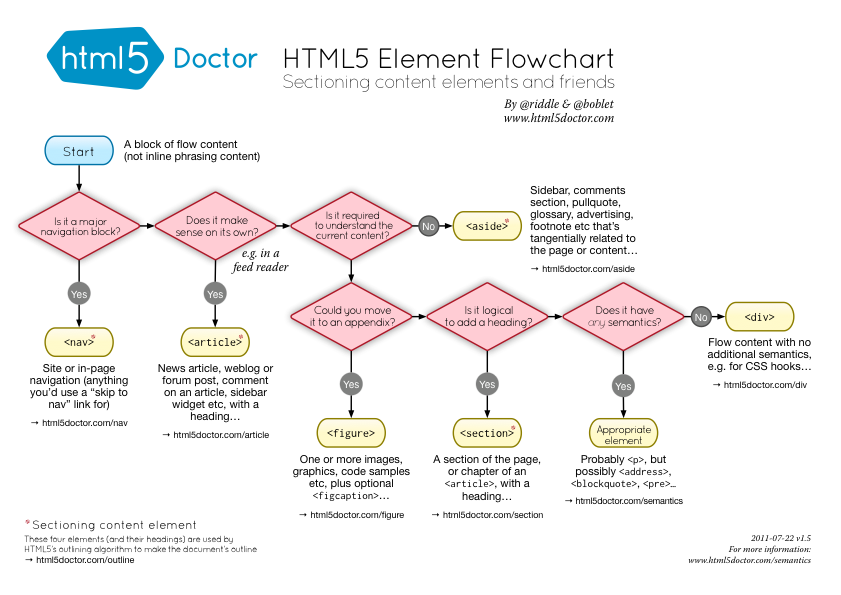 html5 Doctor
HTML5 Element Flowchart
Sectioning content elements and friends
By @riddle & @boblet
www.html5doctor.com
Start
A block of flow content
(not inline phrasing content)
Is it a major
navigation block?
Does it make
sense on its own?
e.g. in a
feed reader
Is it required
to understand the
current content?
No
<aside>*
Sidebar, comments
section, pullquote,
glossary, advertising,
footnote etc that's
tangentially related to
the page or content…
→ html5doctor.com/aside
Yes
<nav>*
Site or in-page
navigation (anything
you'd use a “skip to
nav” link for)
→ html5doctor.com/nav
Yes
<article>*
News article, weblog or
forum post, comment
on an article, sidebar
widget etc, with a
heading…
→ html5doctor.com/article
Could you move
it to an appendix?
Is it logical
to add a heading?
Does it have
any semantics?
No
<div>
Flow content with no
additional semantics,
e.g. for CSS hooks…
→ html5doctor.com/div
Yes
<figure>
One or more images,
graphics, code samples
etc, plus optional
<figcaption>…
→ html5doctor.com/figure
Yes
<section>*
A section of the page,
or chapter of an
<article>, with a
heading…
→ html5doctor.com/section
Yes
Appropriate
element
Probably <p>, but
possibly <address>,
<blockquote>, <pre>…
→ html5doctor.com/semantics
*Sectioning content element
These four elements (and their headings) are used by
HTML5's outlining algorithm to make the document's outline
→ html5doctor.com/outline
2011-07-22 v1.5
For more information:
www.html5doctor.com/semantics